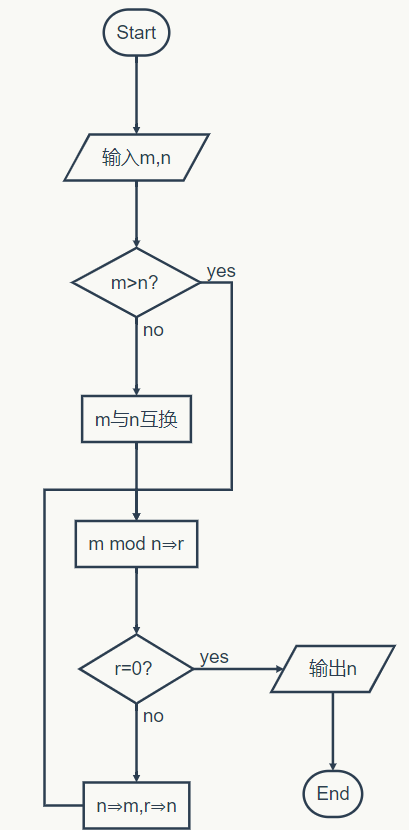 Start
输入m,n
m>n?
yes
no
m与n互换
m mod n⇒r
r=0?
yes
输出n
no
n⇒m,r⇒n
End